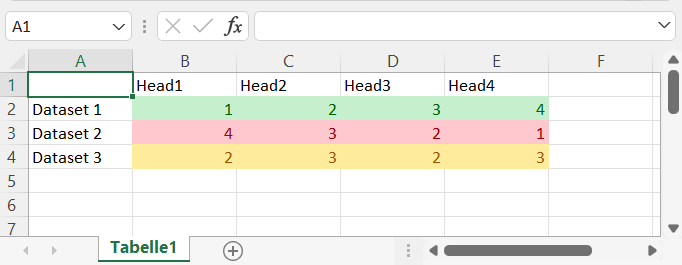 A1 fx
A B C D E F
1 Head1 Head2 Head3 Head4
2 Dataset 1 1 2 3 4
3 Dataset 2 4 3 2 1
4 Dataset 3 2 3 2 3
5
6
7
Tabelle1